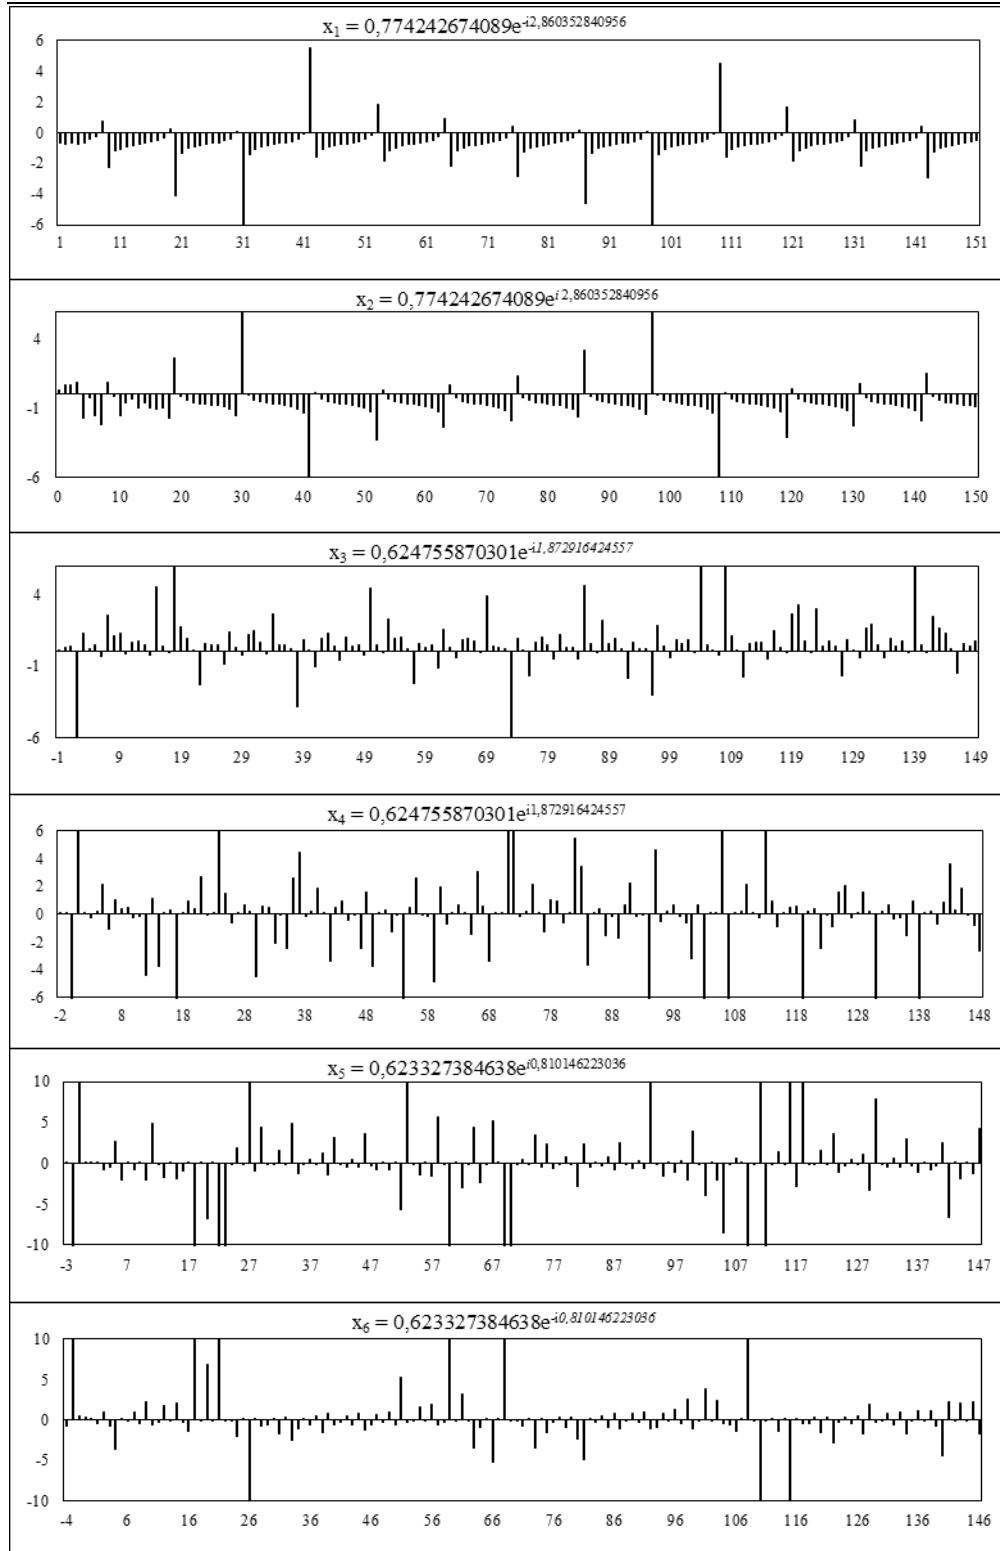 x₁ = 0,774242674089e^-i2,860352840956
6
4
2
0
-2
-4
-6
1 11 21 31 41 51 61 71 81 91 101 111 121 131 141 151
x₂ = 0,774242674089e^i2,860352840956
4
-1
-6
0 10 20 30 40 50 60 70 80 90 100 110 120 130 140 150
x₃ = 0,624755870301e^-i1,872916424557
4
-1
-6
-1 9 19 29 39 49 59 69 79 89 99 109 119 129 139 149
x₄ = 0,624755870301e^i1,872916424557
6
4
2
0
-2
-4
-6
-2 8 18 28 38 48 58 68 78 88 98 108 118 128 138 148
x₅ = 0,623327384638e^i0,810146223036
10
5
0
-5
-10
-3 7 17 27 37 47 57 67 77 87 97 107 117 127 137 147
x₆ = 0,623327384638e^-i0,810146223036
10
5
0
-5
-10
-4 6 16 26 36 46 56 66 76 86 96 106 116 126 136 146